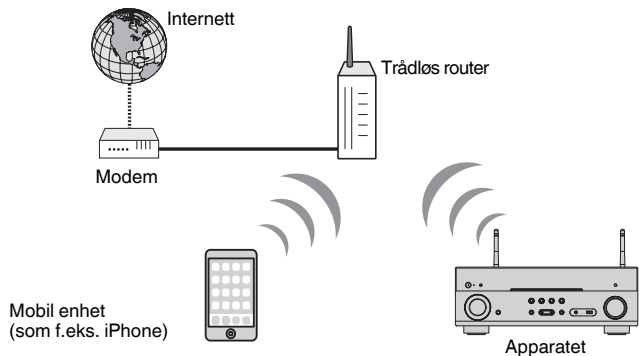 Internett
Trådløs router
Modem
Mobil enhet
(som f.eks. iPhone)
Apparatet